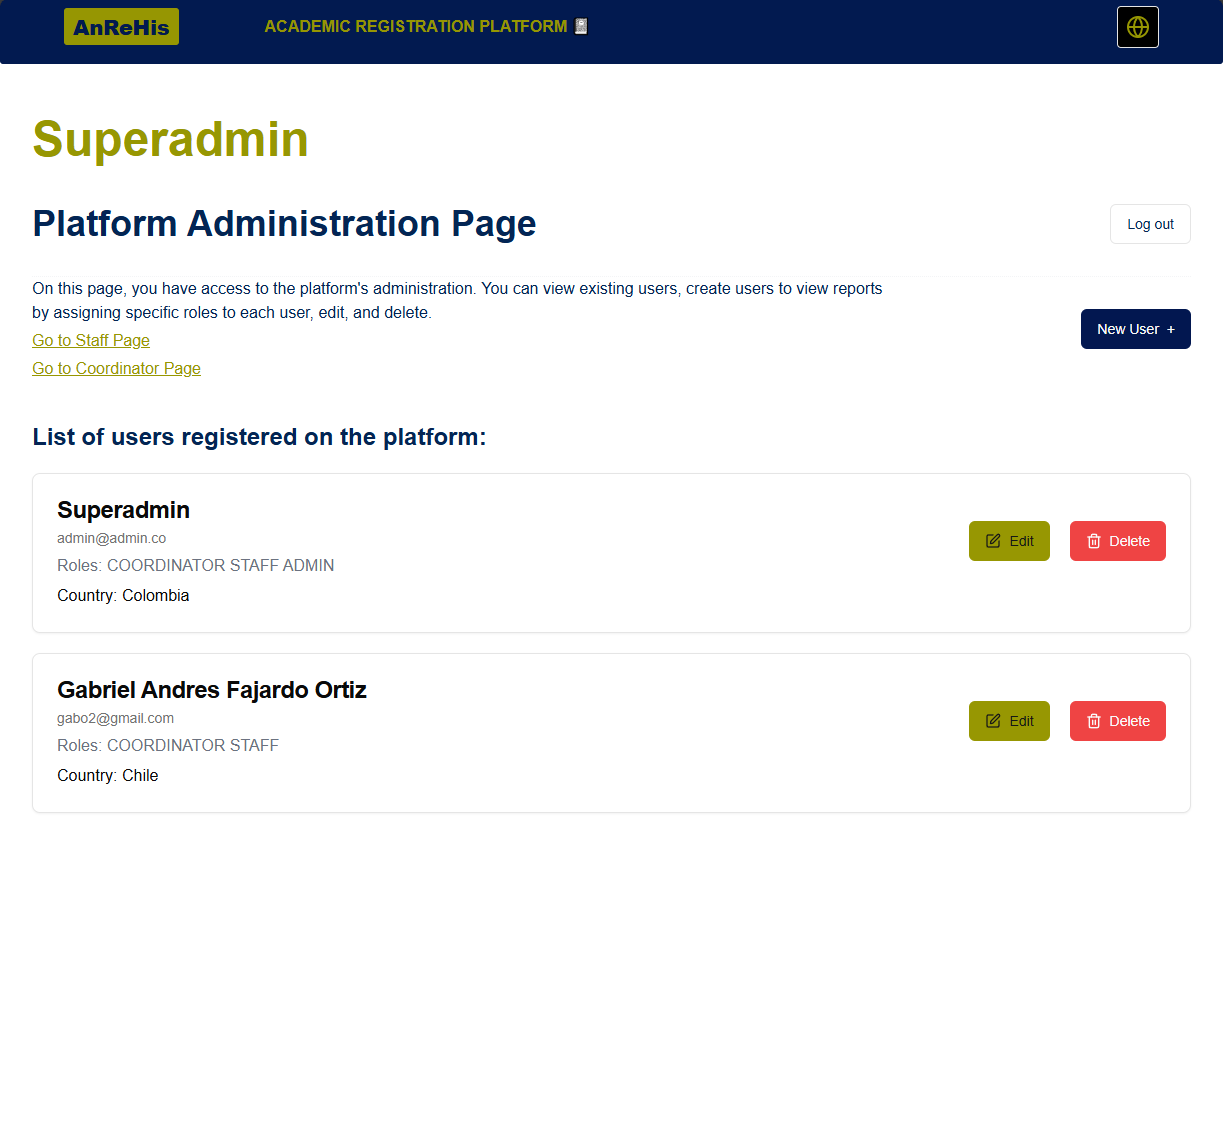 AnReHis
ACADEMIC REGISTRATION PLATFORM
Superadmin
Platform Administration Page
Log out
On this page, you have access to the platform's administration. You can view existing users, create users to view reports
by assigning specific roles to each user, edit, and delete.
Go to Staff Page
Go to Coordinator Page
New User +
List of users registered on the platform:
Superadmin
admin@admin.co
Roles: COORDINATOR STAFF ADMIN
Country: Colombia
Edit
Delete
Gabriel Andres Fajardo Ortiz
gabo2@gmail.com
Roles: COORDINATOR STAFF
Country: Chile
Edit
Delete